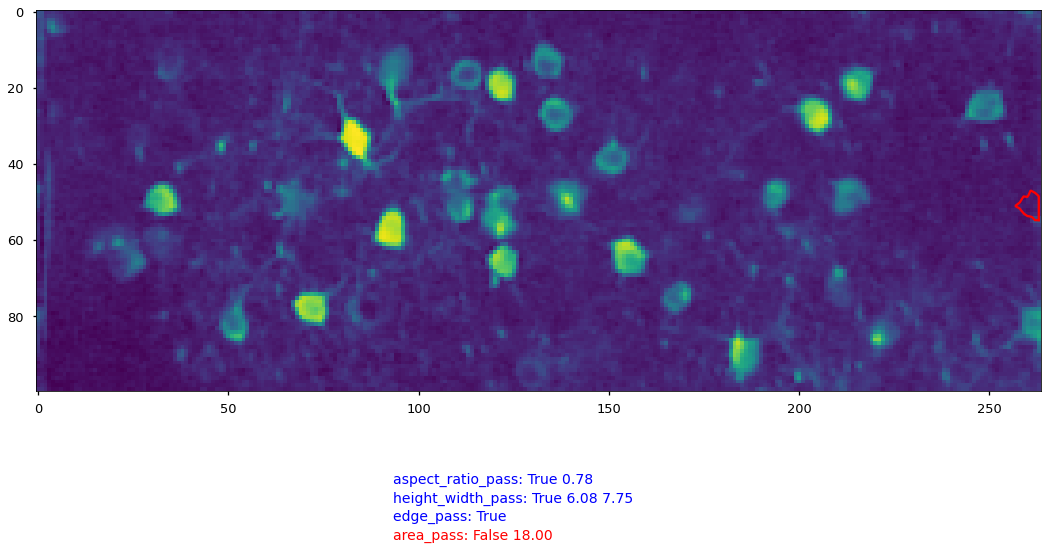 0
20
40
60
80
0 50 100 150 200 250
aspect_ratio_pass: True 0.78
height_width_pass: True 6.08 7.75
edge_pass: True
area_pass: False 18.00